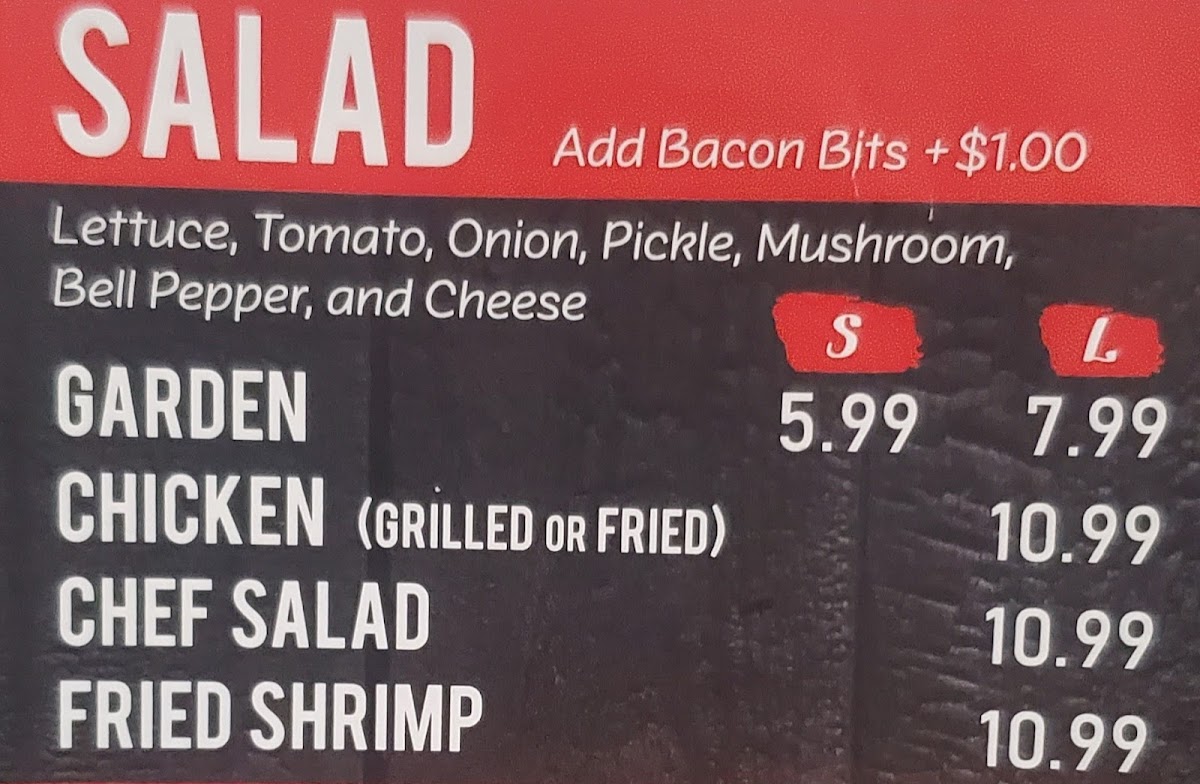 SALAD Add Bacon Bits + $1.00
Lettuce, Tomato, Onion, Pickle, Mushroom,
Bell Pepper, and Cheese
S L
GARDEN 5.99 7.99
CHICKEN (GRILLED OR FRIED) 10.99
CHEF SALAD 10.99
FRIED SHRIMP 10.99